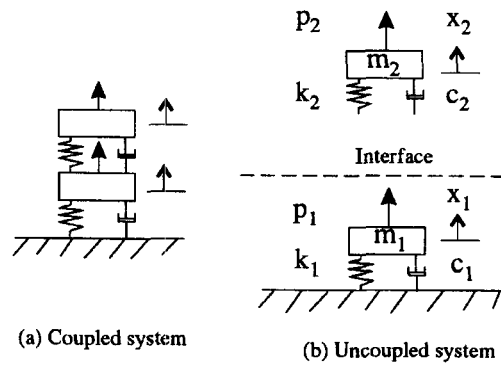 p2
x2
m2
k2
c2
Interface
p1
x1
m1
k1
c1
(a) Coupled system
(b) Uncoupled system